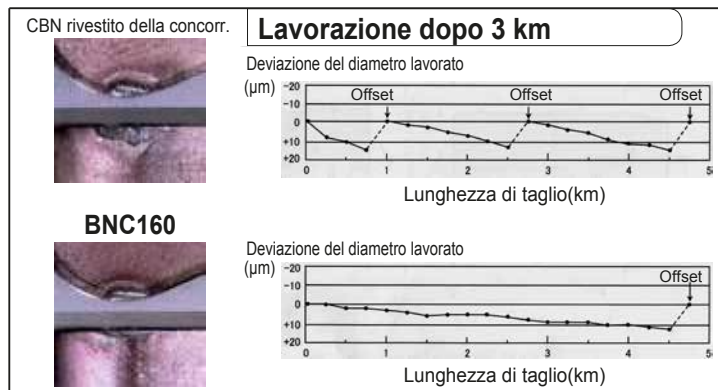 CBN rivestito della concorr.
Lavorazione dopo 3 km
Deviazione del diametro lavorato
(µm)
-20
-10
0
+10
+20
Offset
Offset
Offset
0
1
2
3
4
5
Lunghezza di taglio(km)
BNC160
Deviazione del diametro lavorato
(µm)
-20
-10
0
+10
+20
Offset
0
1
2
3
4
5
Lunghezza di taglio(km)